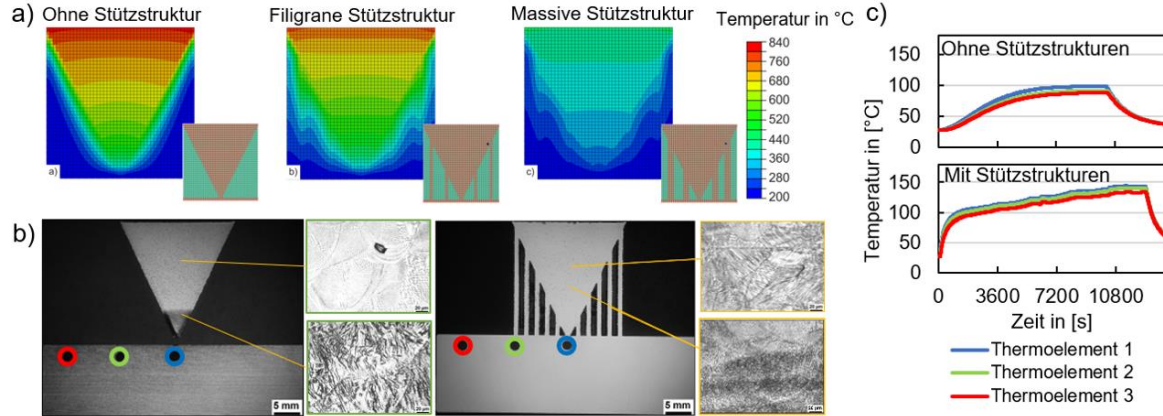 a)
Ohne Stützstruktur
Filigrane Stützstruktur
Massive Stützstruktur
Temperatur in °C
840
760
680
600
520
440
360
280
200
a)
b)
c)
b)
5 mm
5 mm
c)
Temperatur in [°C]
Ohne Stützstrukturen
150
100
50
0
Mit Stützstrukturen
150
100
50
0
0
3600
7200
10800
Zeit in [s]
Thermoelement 1
Thermoelement 2
Thermoelement 3